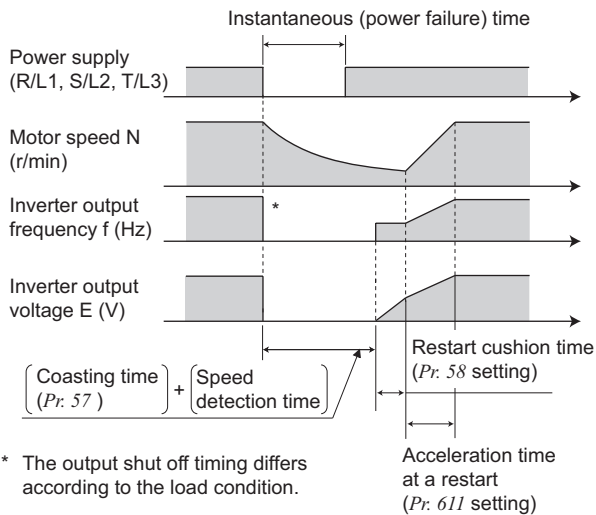 Instantaneous (power failure) time
Power supply
(R/L1, S/L2, T/L3)
Motor speed N
(r/min)
Inverter output
frequency f (Hz)
*
Inverter output
voltage E (V)
Coasting time
(Pr. 57 )
+
Speed
detection time
Restart cushion time
(Pr. 58 setting)
Acceleration time
at a restart
(Pr. 611 setting)
* The output shut off timing differs
according to the load condition.